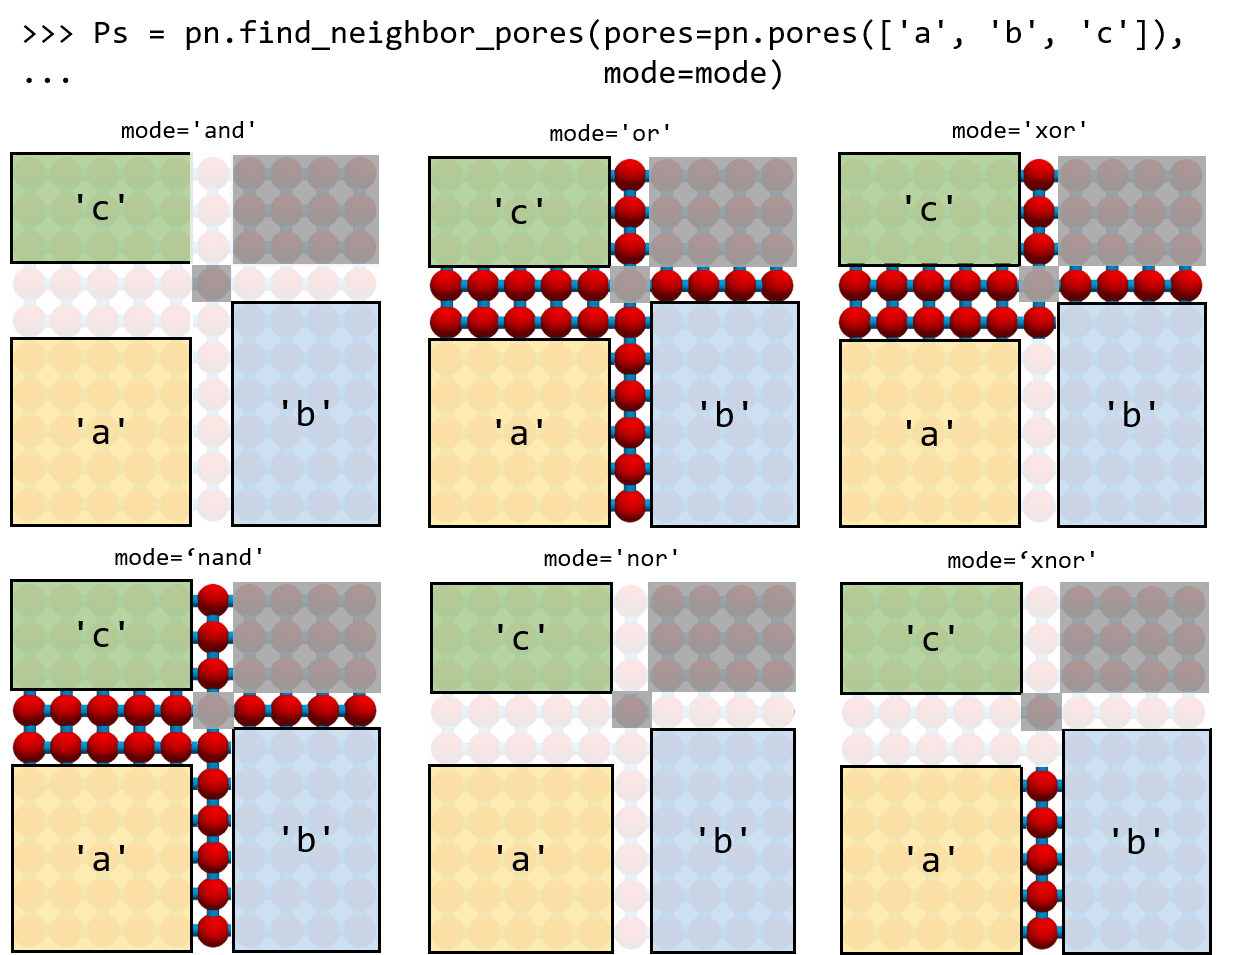 >>> Ps = pn.find_neighbor_pores(pores=pn.pores(['a', 'b', 'c']),
... mode=mode)
mode='and'
mode='or'
mode='xor'
'c'
'c'
'c'
'a'
'b'
'a'
'b'
'a'
'b'
mode=‘nand'
mode='nor'
mode=‘xnor'
'c'
'c'
'c'
'a'
'b'
'a'
'b'
'a'
'b'